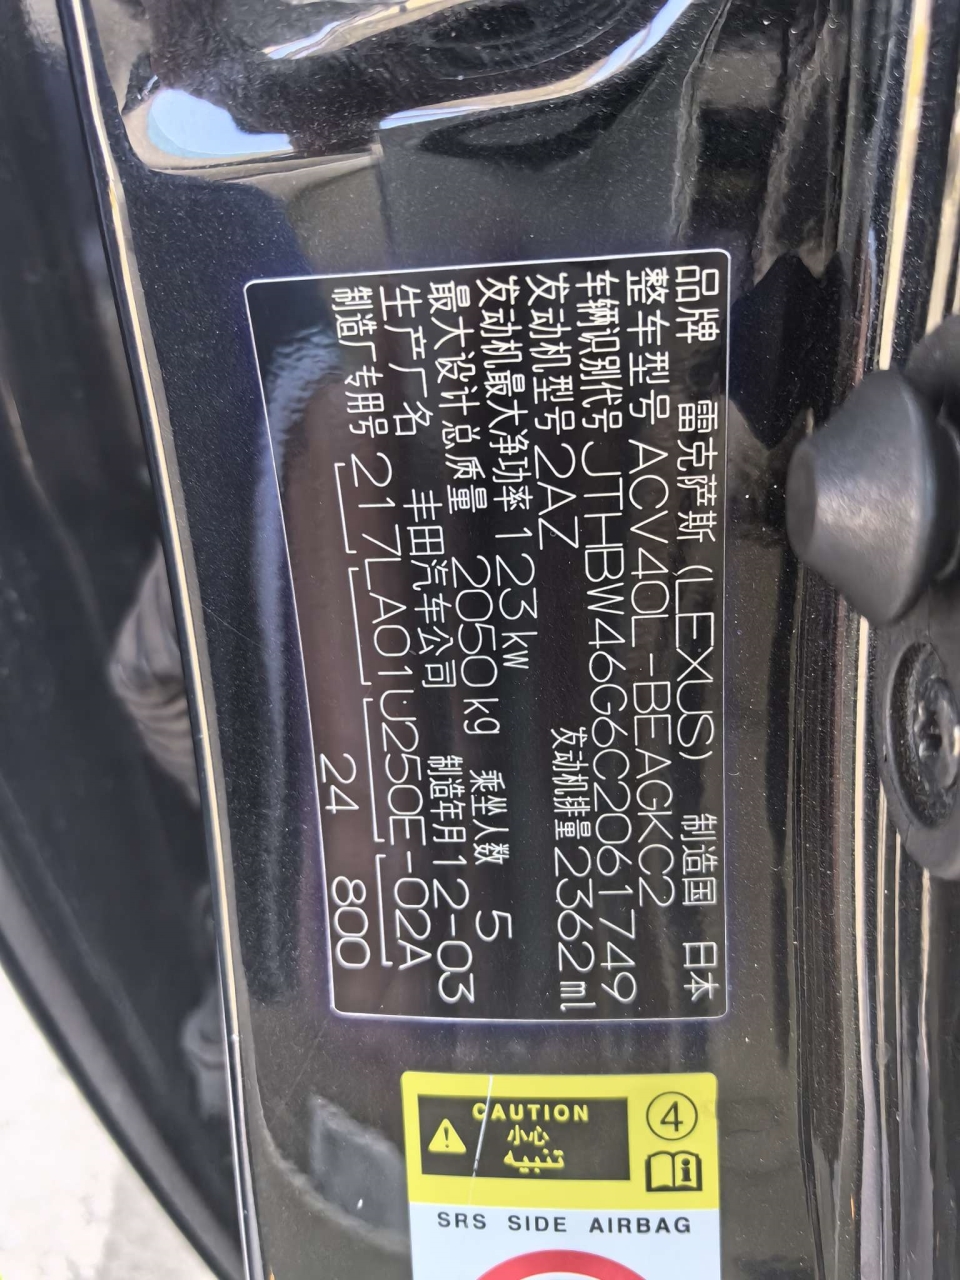 品牌 雷克萨斯 (LEXUS) 制造国 日本
整车型号 ACV40L-BEAGKC2
车辆识别代号 JTHBW46G6C2061749
发动机型号 2AZ 发动机排量 2362ml
发动机最大净功率 123kw
最大设计总质量 2050kg 乘坐人数 5
生产厂名 丰田汽车公司 制造年月 12-03
制造厂专用号 217LA01U250E-02A
24 800
CAUTION
小心
تنبيه
4
i
SRS SIDE AIRBAG